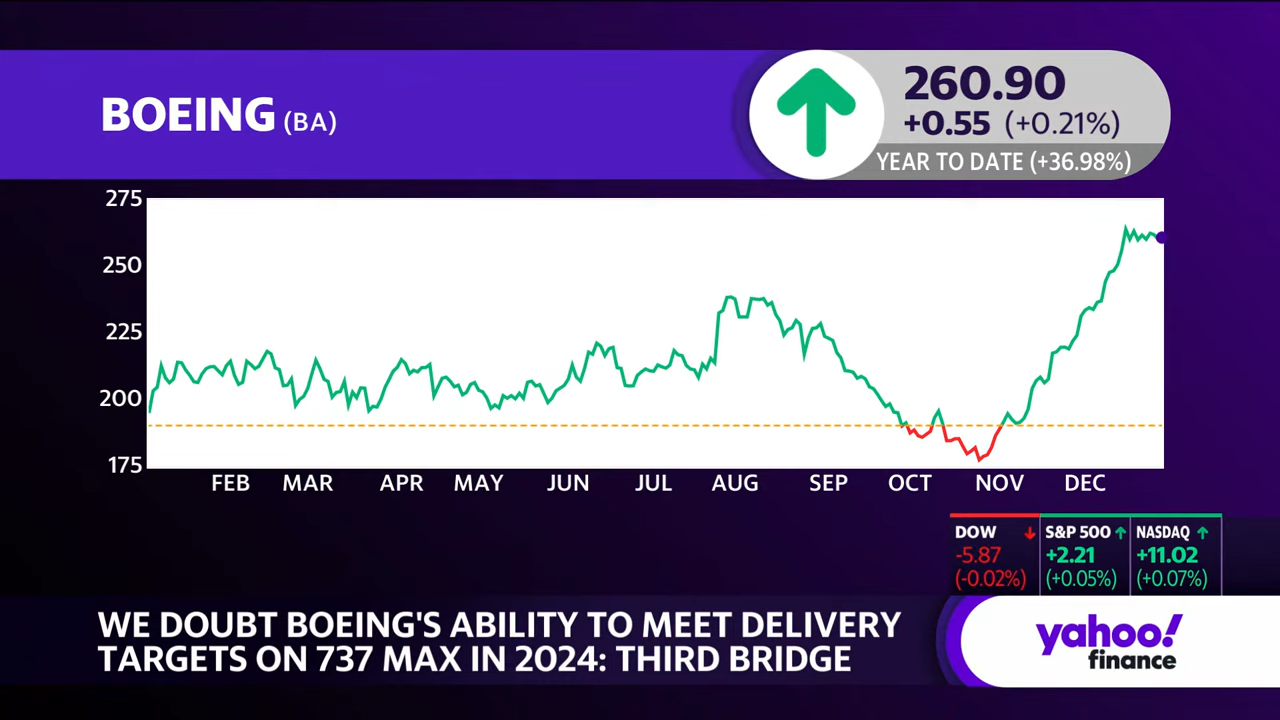 BOEING (BA)
260.90
+0.55 (+0.21%)
YEAR TO DATE (+36.98%)
275
250
225
200
175
FEB MAR APR MAY JUN JUL AUG SEP OCT NOV DEC
DOW S&P 500 NASDAQ
-5.87 +2.21 +11.02
(-0.02%) (+0.05%) (+0.07%)
WE DOUBT BOEING'S ABILITY TO MEET DELIVERY
TARGETS ON 737 MAX IN 2024: THIRD BRIDGE
yahoo!
finance